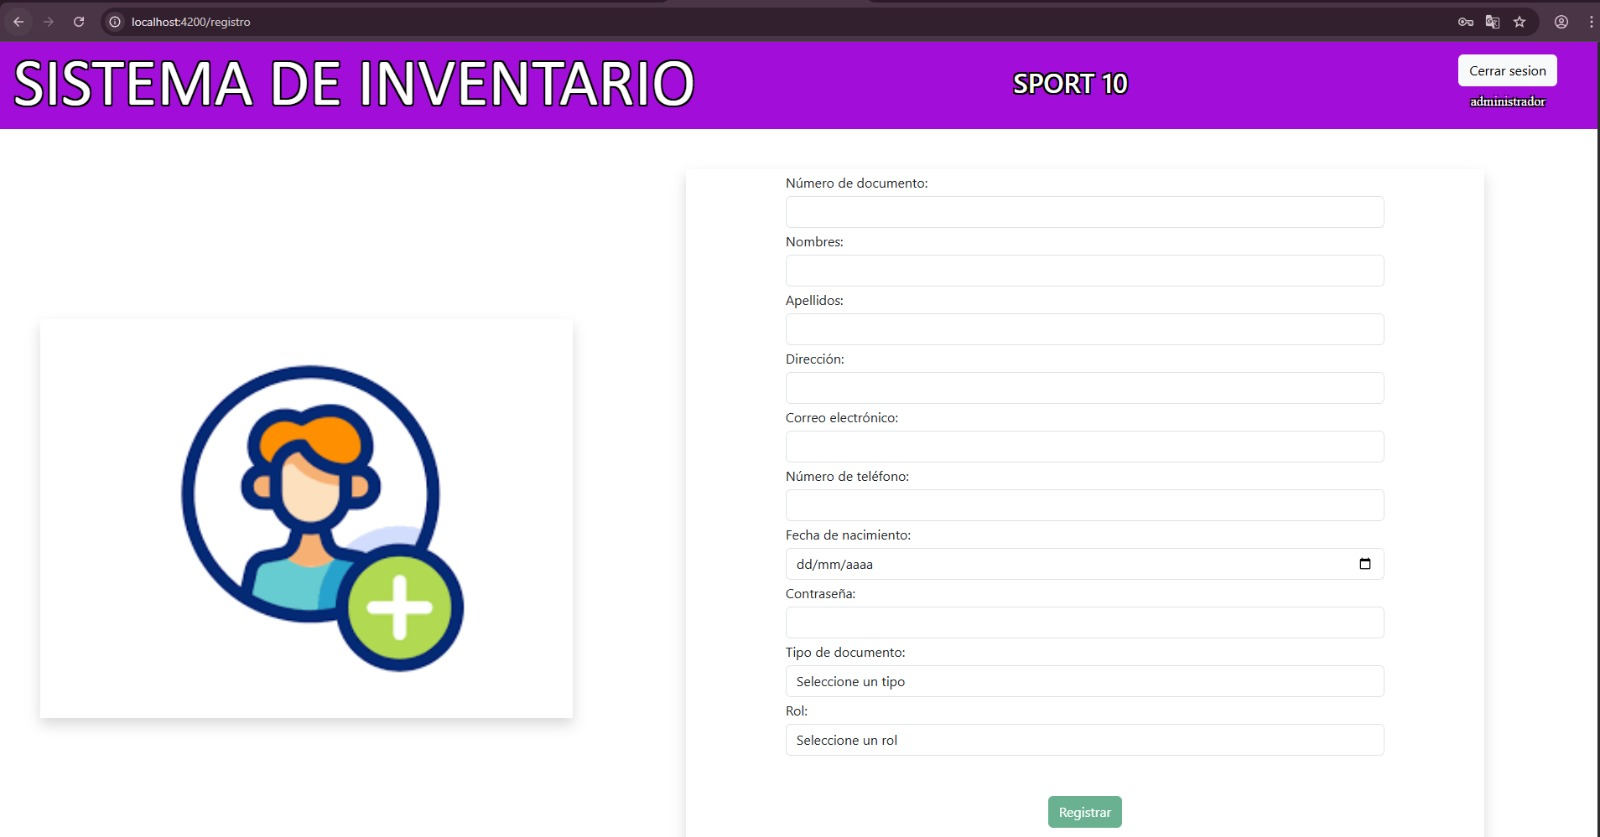 localhost:4200/registro
SISTEMA DE INVENTARIO
SPORT 10
Cerrar sesion
administrador
Número de documento:
Nombres:
Apellidos:
Dirección:
Correo electrónico:
Número de teléfono:
Fecha de nacimiento:
dd/mm/aaaa
Contraseña:
Tipo de documento:
Seleccione un tipo
Rol:
Seleccione un rol
Registrar